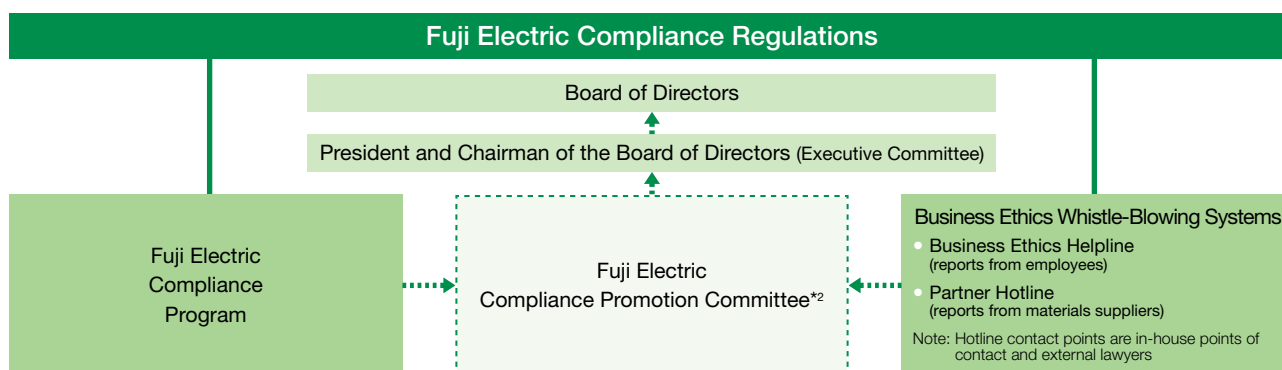 Fuji Electric Compliance Regulations
Board of Directors
President and Chairman of the Board of Directors (Executive Committee)
Fuji Electric
Compliance
Program
Fuji Electric
Compliance Promotion Committee*2
Business Ethics Whistle-Blowing Systems
• Business Ethics Helpline
(reports from employees)
• Partner Hotline
(reports from materials suppliers)
Note: Hotline contact points are in-house points of
contact and external lawyers